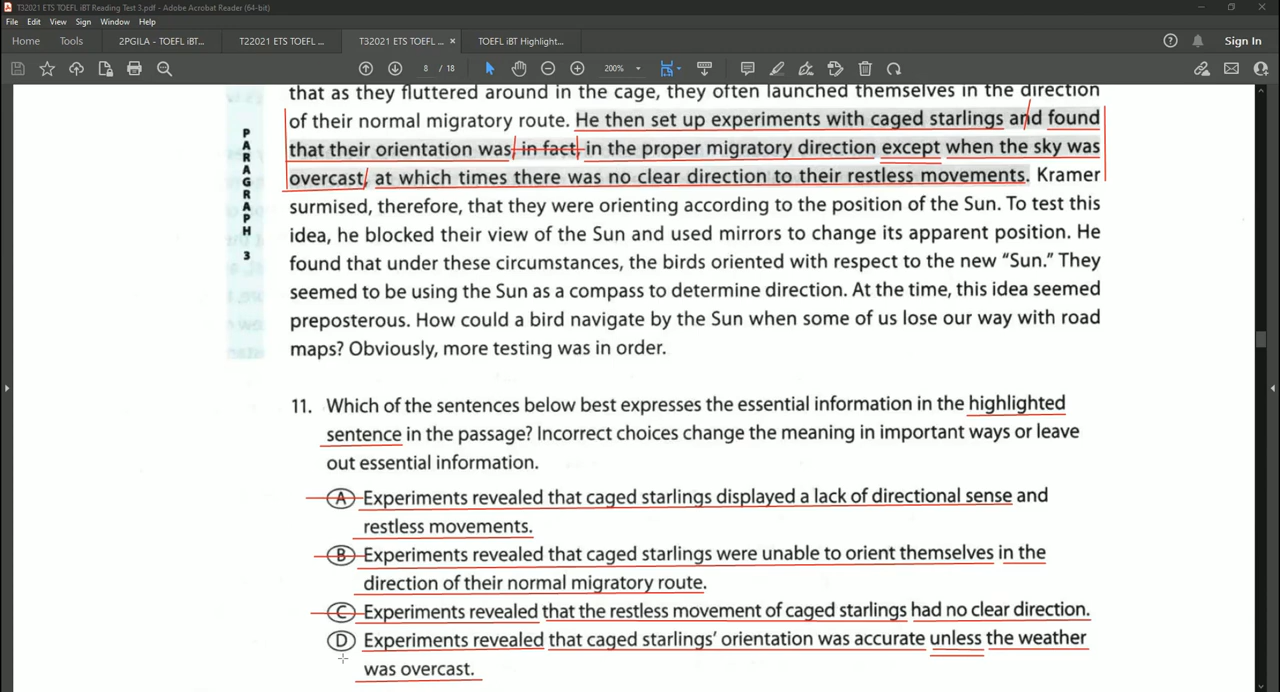 T32021 ETS TOEFL iBT Reading Test 3.pdf - Adobe Acrobat Reader (64-bit)
File Edit View Sign Window Help
Home Tools 2PGILA - TOEFL iBT... T22021 ETS TOEFL ... T32021 ETS TOEFL ... × TOEFL iBT Highlight... Sign In
8 / 18 200%
that as they fluttered around in the cage, they often launched themselves in the direction
of their normal migratory route. He then set up experiments with caged starlings and found
that their orientation was, in fact, in the proper migratory direction except when the sky was
overcast, at which times there was no clear direction to their restless movements. Kramer
surmised, therefore, that they were orienting according to the position of the Sun. To test this
idea, he blocked their view of the Sun and used mirrors to change its apparent position. He
found that under these circumstances, the birds oriented with respect to the new “Sun.” They
seemed to be using the Sun as a compass to determine direction. At the time, this idea seemed
preposterous. How could a bird navigate by the Sun when some of us lose our way with road
maps? Obviously, more testing was in order.
PARAGRAPH 3
11. Which of the sentences below best expresses the essential information in the highlighted
sentence in the passage? Incorrect choices change the meaning in important ways or leave
out essential information.
A Experiments revealed that caged starlings displayed a lack of directional sense and
restless movements.
B Experiments revealed that caged starlings were unable to orient themselves in the
direction of their normal migratory route.
C Experiments revealed that the restless movement of caged starlings had no clear direction.
D Experiments revealed that caged starlings’ orientation was accurate unless the weather
was overcast.